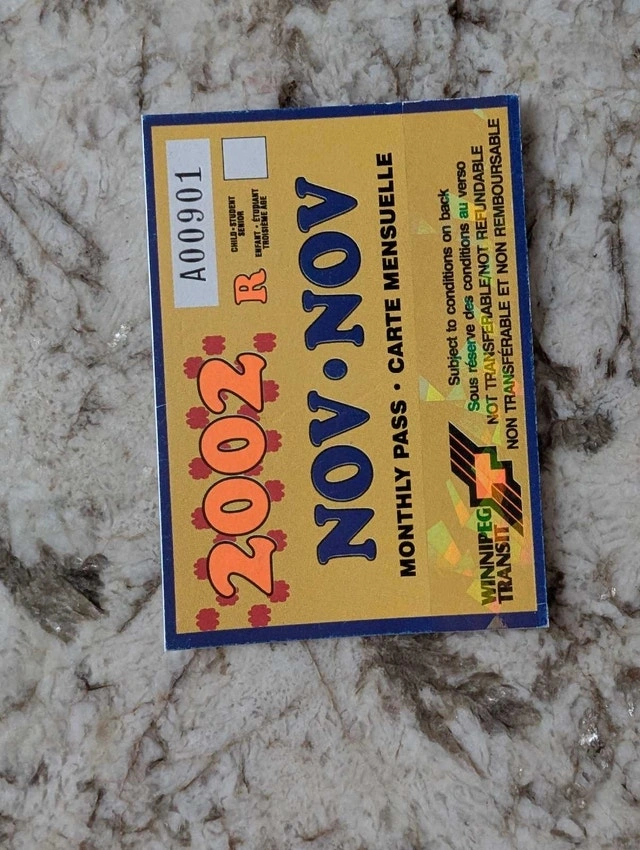 2002
R
A00901
CHILD • STUDENT
SENIOR
ENFANT • ÉTUDIANT
TROISIÈME ÂGE
NOV • NOV
MONTHLY PASS • CARTE MENSUELLE
WINNIPEG
TRANSIT
Subject to conditions on back
Sous réserve des conditions au verso
NOT TRANSFERABLE/NOT REFUNDABLE
NON TRANSFÉRABLE ET NON REMBOURSABLE